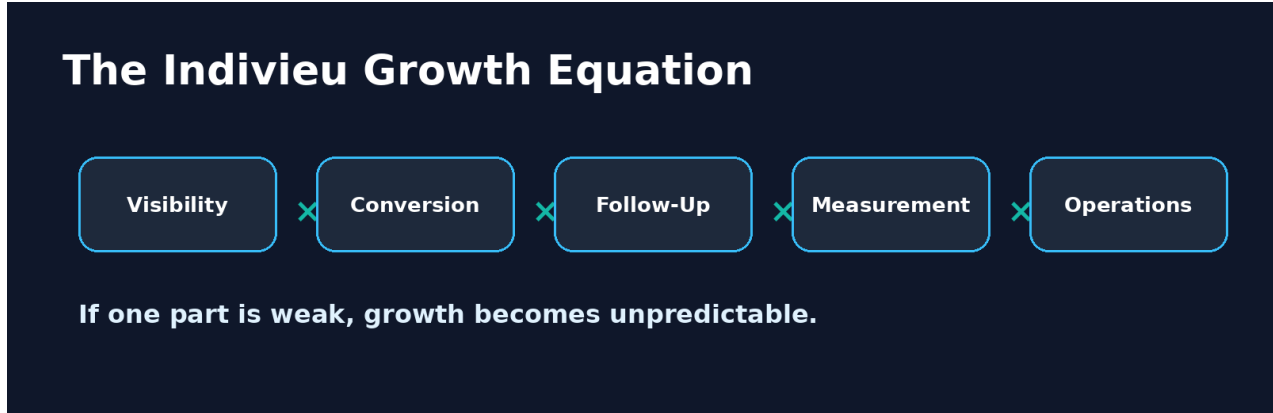 The Indivieu Growth Equation
Visibility × Conversion × Follow-Up × Measurement × Operations
If one part is weak, growth becomes unpredictable.